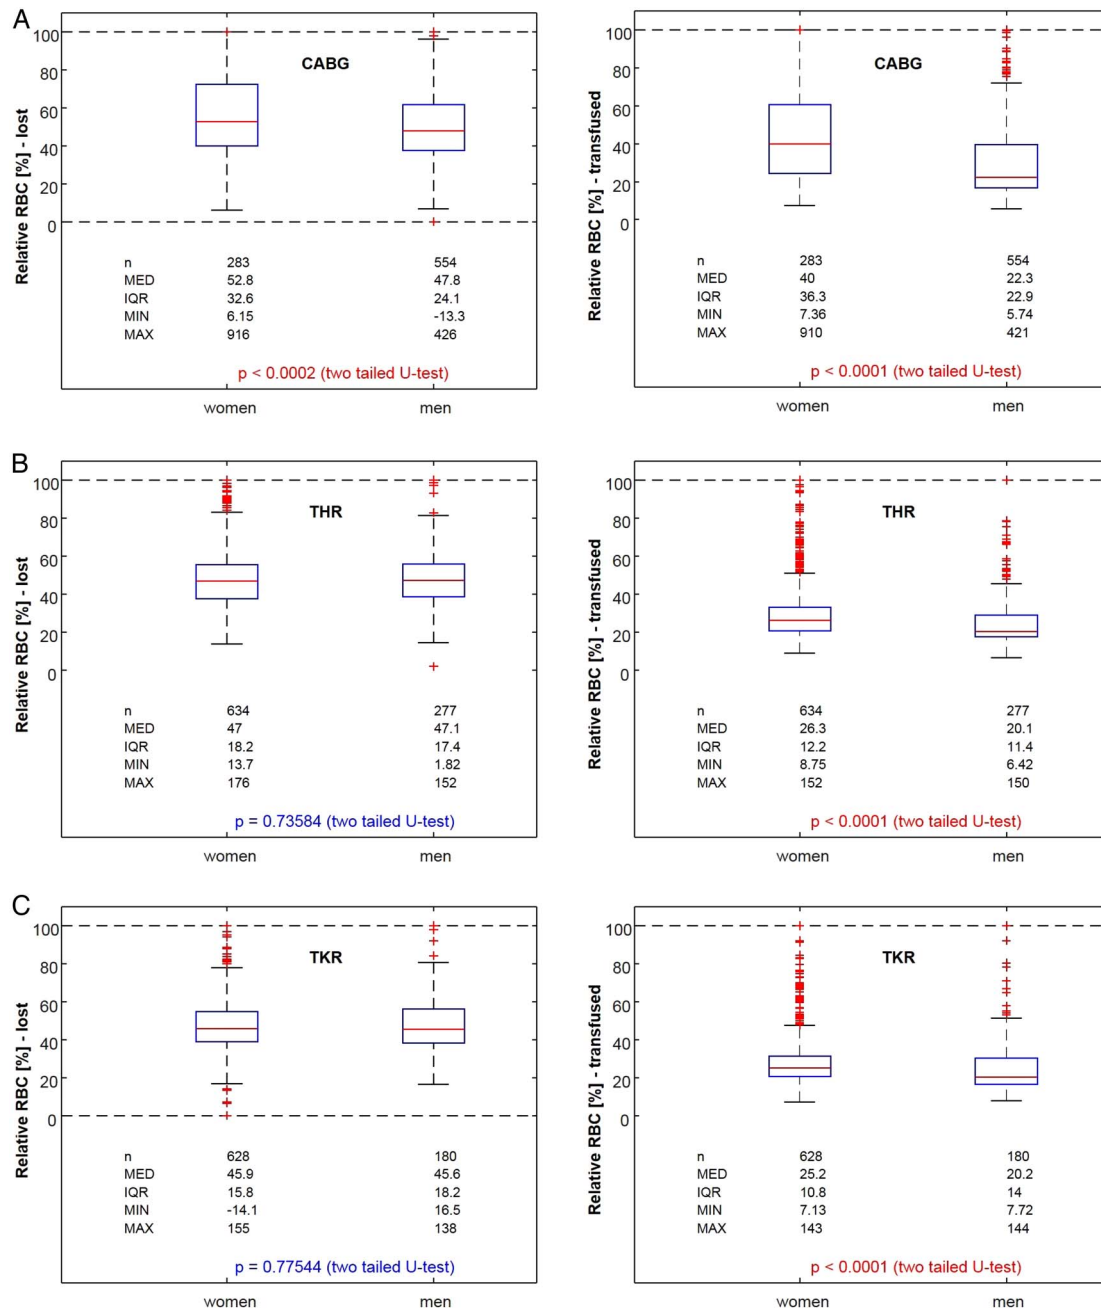 A
Relative RBC [%] - lost
100
80
60
40
20
0
CABG
n 283 554
MED 52.8 47.8
IQR 32.6 24.1
MIN 6.15 -13.3
MAX 916 426
p < 0.0002 (two tailed U-test)
women men
Relative RBC [%] - transfused
100
80
60
40
20
0
CABG
n 283 554
MED 40 22.3
IQR 36.3 22.9
MIN 7.36 5.74
MAX 910 421
p < 0.0001 (two tailed U-test)
women men
B
Relative RBC [%] - lost
100
80
60
40
20
0
THR
n 634 277
MED 47 47.1
IQR 18.2 17.4
MIN 13.7 1.82
MAX 176 152
p = 0.73584 (two tailed U-test)
women men
Relative RBC [%] - transfused
100
80
60
40
20
0
THR
n 634 277
MED 26.3 20.1
IQR 12.2 11.4
MIN 8.75 6.42
MAX 152 150
p < 0.0001 (two tailed U-test)
women men
C
Relative RBC [%] - lost
100
80
60
40
20
0
TKR
n 628 180
MED 45.9 45.6
IQR 15.8 18.2
MIN -14.1 16.5
MAX 155 138
p = 0.77544 (two tailed U-test)
women men
Relative RBC [%] - transfused
100
80
60
40
20
0
TKR
n 628 180
MED 25.2 20.2
IQR 10.8 14
MIN 7.13 7.72
MAX 143 144
p < 0.0001 (two tailed U-test)
women men